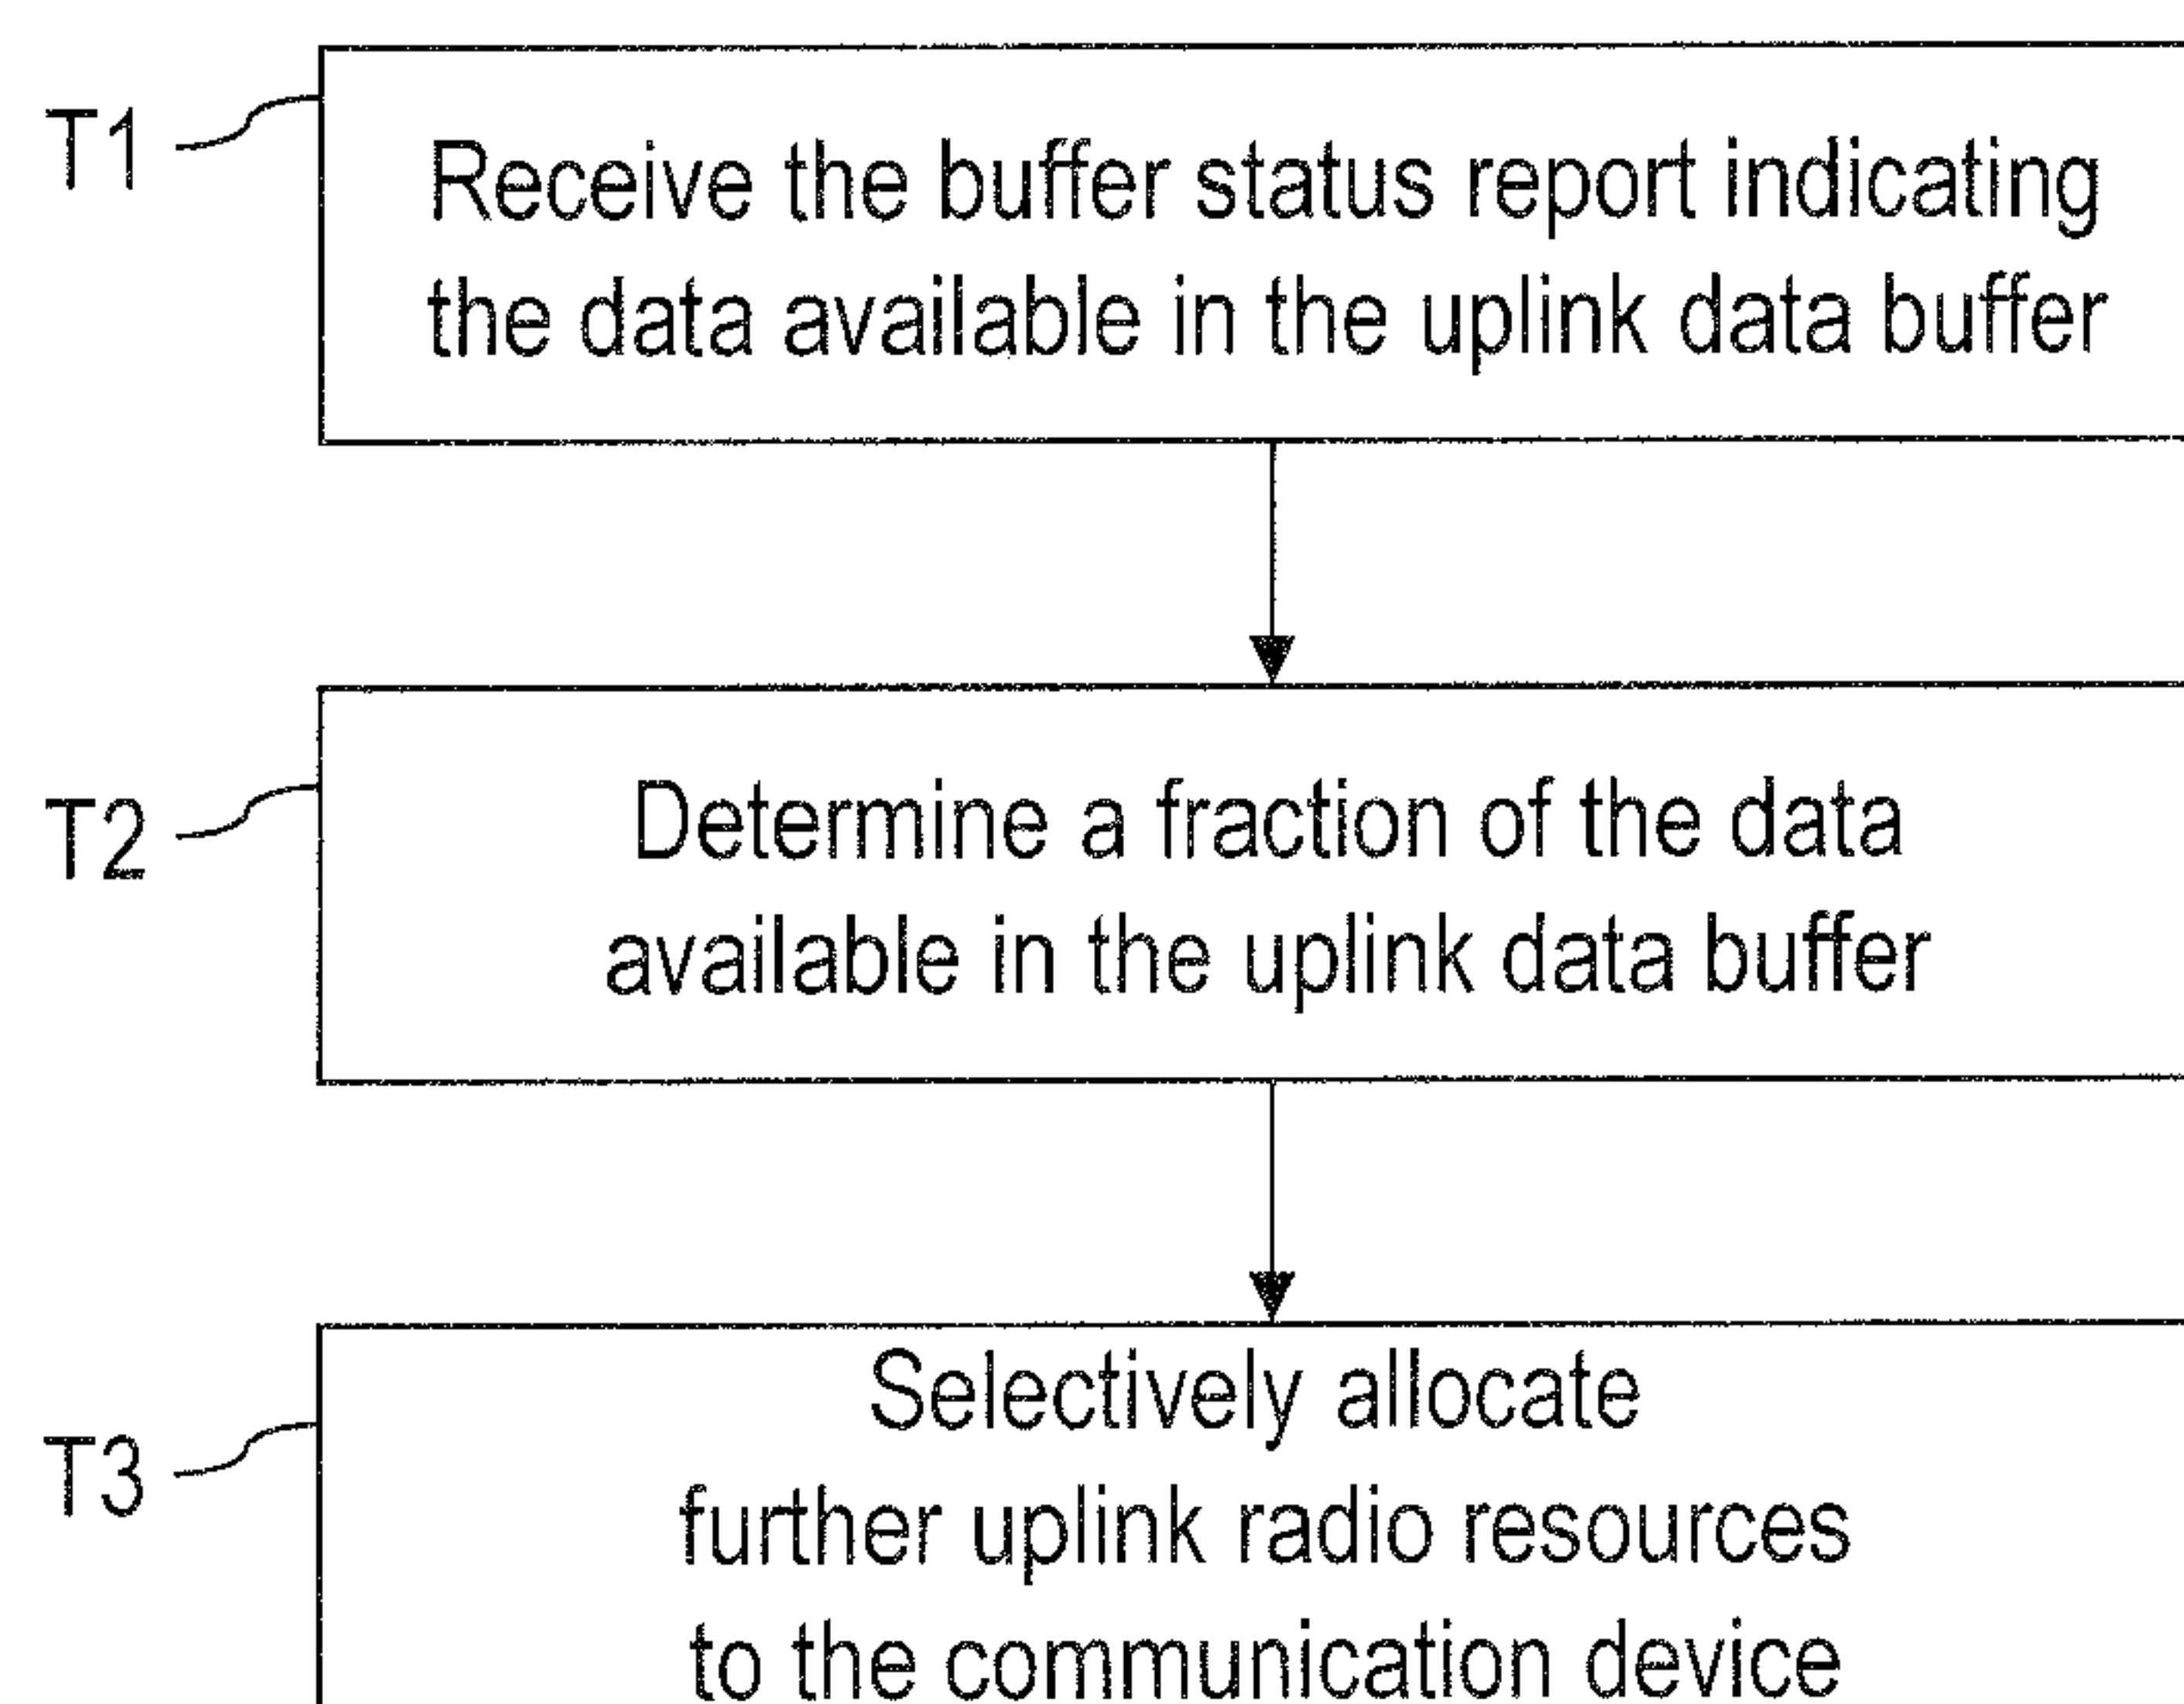 T1
Receive the buffer status report indicating
the data available in the uplink data buffer
T2
Determine a fraction of the data
available in the uplink data buffer
T3
Selectively allocate
further uplink radio resources
to the communication device